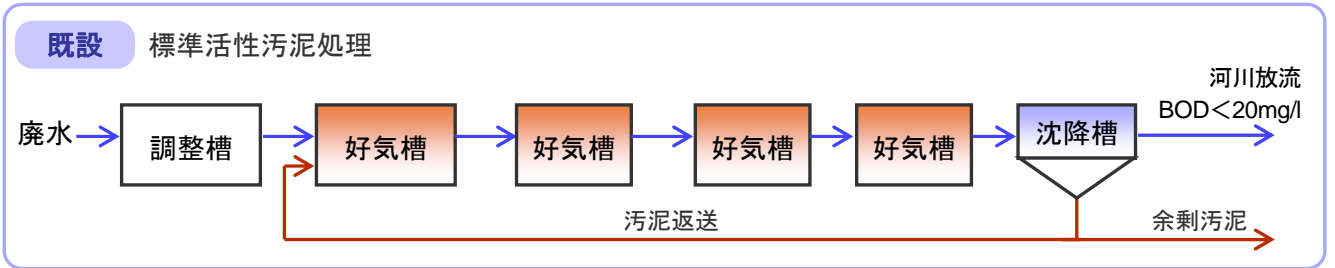 既設 標準活性汚泥処理
河川放流
BOD<20mg/l
廃水
調整槽
好気槽
好気槽
好気槽
好気槽
沈降槽
汚泥返送
余剰汚泥